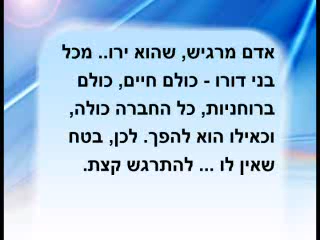 אדם מרגיש, שהוא ירו.. מכל
בני דורו - כולם חיים, כולם
ברוחניות, כל החברה כולה,
וכאילו הוא להפך. לכן, בטח
שאין לו ... להתרגש קצת.